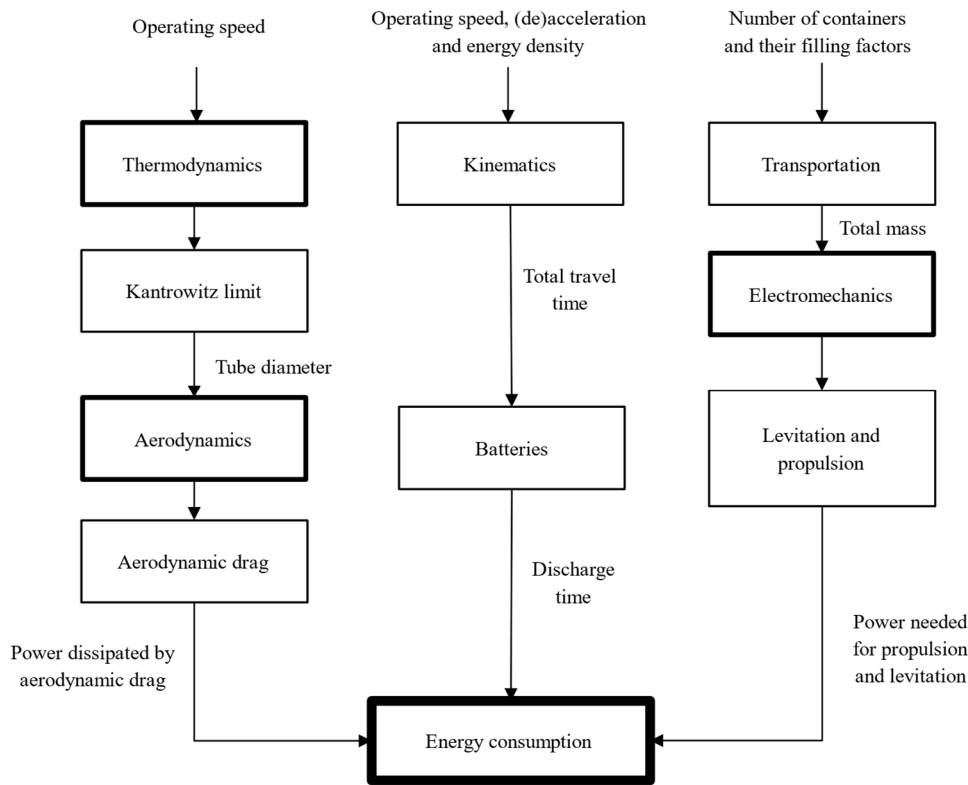 Operating speed
Operating speed, (de)acceleration
and energy density
Number of containers
and their filling factors
Thermodynamics
Kinematics
Transportation
Total mass
Kantrowitz limit
Total travel
time
Electromechanics
Tube diameter
Aerodynamics
Batteries
Levitation and
propulsion
Aerodynamic drag
Discharge
time
Power dissipated by
aerodynamic drag
Power needed
for propulsion
and levitation
Energy consumption